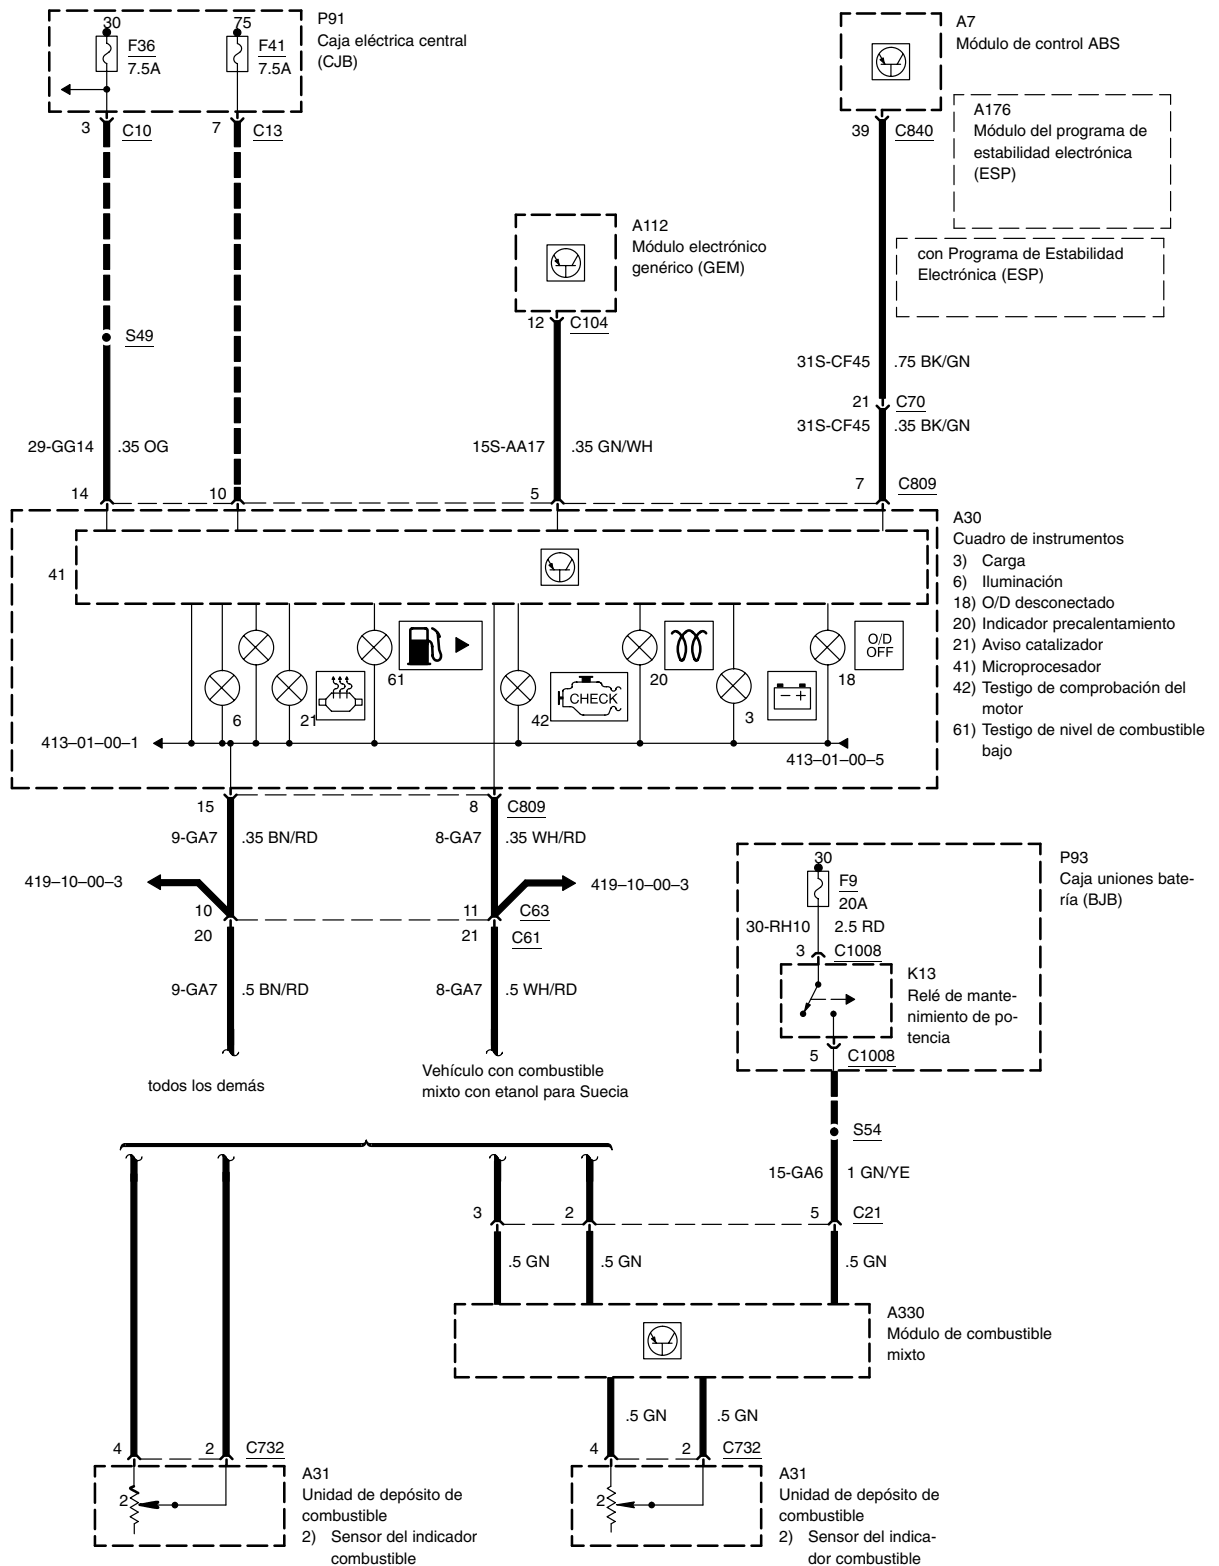 30
F36
7.5A
75
F41
7.5A
P91
Caja eléctrica central
(CJB)
3
C10
7
C13
A7
Módulo de control ABS
39
C840
A176
Módulo del programa de
estabilidad electrónica
(ESP)
con Programa de Estabilidad
Electrónica (ESP)
A112
Módulo electrónico
genérico (GEM)
12
C104
S49
31S-CF45
.75 BK/GN
21
C70
31S-CF45
.35 BK/GN
29-GG14
.35 OG
15S-AA17
.35 GN/WH
14
10
5
7
C809
A30
Cuadro de instrumentos
3) Carga
6) Iluminación
18) O/D desconectado
20) Indicador precalentamiento
21) Aviso catalizador
41) Microprocesador
42) Testigo de comprobación del
motor
61) Testigo de nivel de combustible
bajo
41
O/D
OFF
61
20
18
CHECK
6
21
42
3
413–01–00–1
413–01–00–5
15
8
C809
9-GA7
.35 BN/RD
8-GA7
.35 WH/RD
419–10–00–3
419–10–00–3
10
11
C63
20
21
C61
9-GA7
.5 BN/RD
8-GA7
.5 WH/RD
todos los demás
Vehículo con combustible
mixto con etanol para Suecia
P93
Caja uniones bate-
ría (BJB)
30
F9
20A
30-RH10
2.5 RD
3
C1008
K13
Relé de mante-
nimiento de po-
tencia
5
C1008
S54
15-GA6
1 GN/YE
3
2
5
C21
.5 GN
.5 GN
.5 GN
A330
Módulo de combustible
mixto
.5 GN
.5 GN
4
2
C732
2
A31
Unidad de depósito de
combustible
2) Sensor del indicador
combustible
4
2
C732
2
A31
Unidad de depósito de
combustible
2) Sensor del indica-
dor combustible